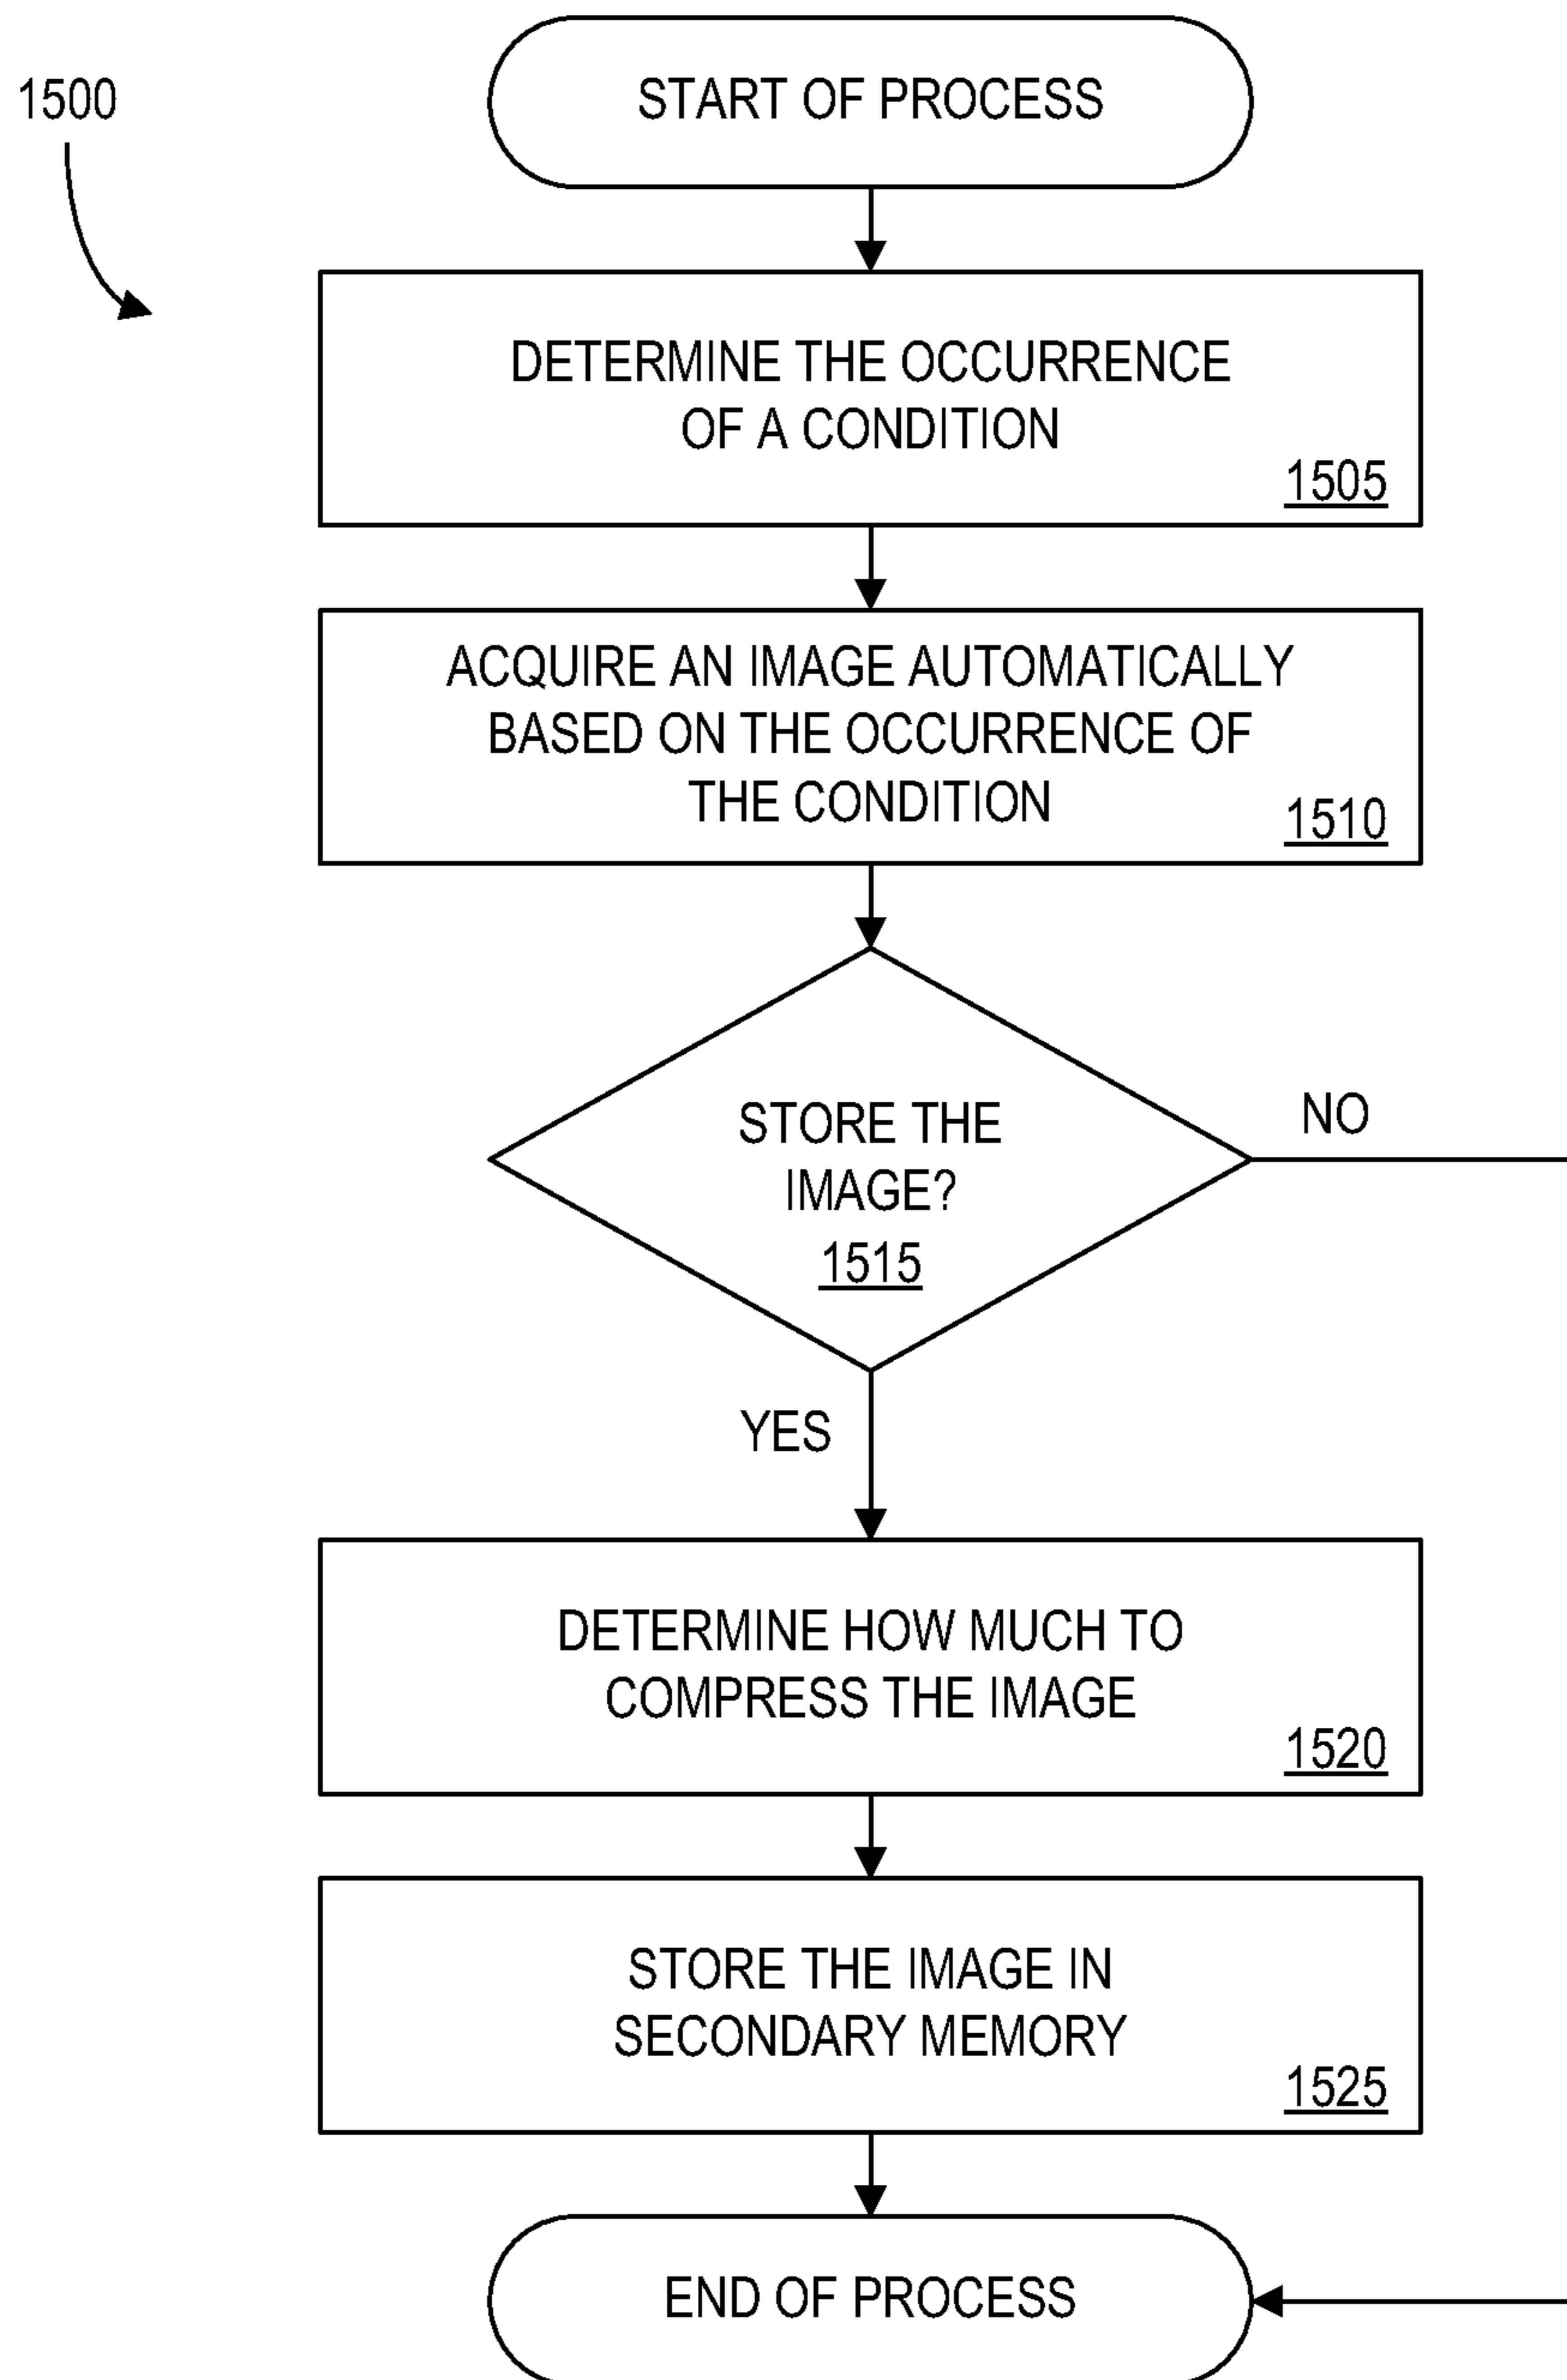 1500
START OF PROCESS
DETERMINE THE OCCURRENCE
OF A CONDITION
1505
ACQUIRE AN IMAGE AUTOMATICALLY
BASED ON THE OCCURRENCE OF
THE CONDITION
1510
STORE THE
IMAGE?
1515
NO
YES
DETERMINE HOW MUCH TO
COMPRESS THE IMAGE
1520
STORE THE IMAGE IN
SECONDARY MEMORY
1525
END OF PROCESS